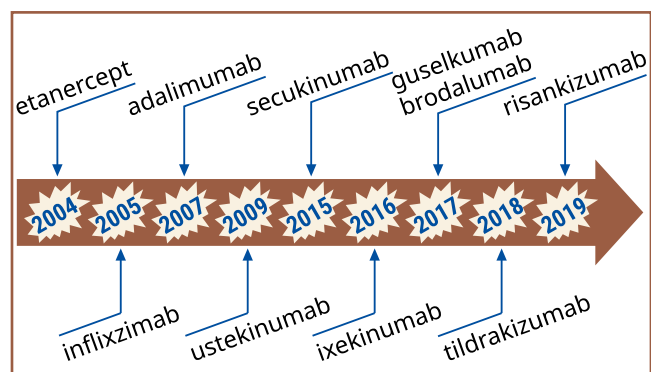 etanercept
adalimumab
secukinumab
guselkumab
brodalumab
risankizumab
2004
2005
2007
2009
2015
2016
2017
2018
2019
inflixzimab
ustekinumab
ixekinumab
tildrakizumab